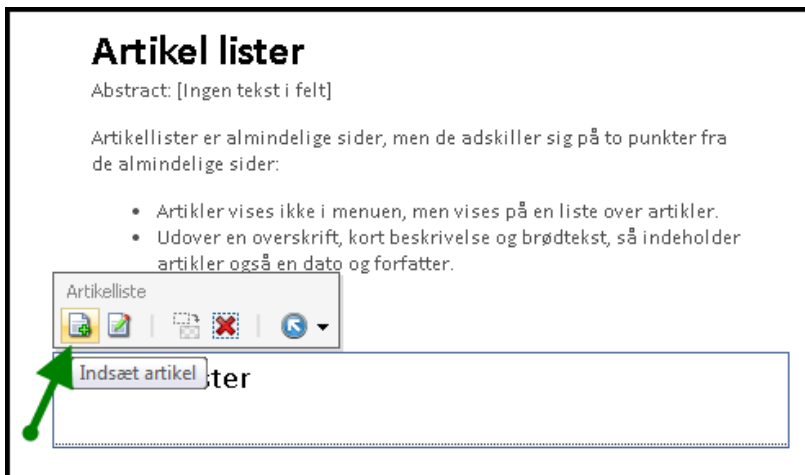 Artikel lister
Abstract: [Ingen tekst i felt]
Artikellister er almindelige sider, men de adskiller sig på to punkter fra
de almindelige sider:
• Artikler vises ikke i menuen, men vises på en liste over artikler.
• Udover en overskrift, kort beskrivelse og brødtekst, så indeholder
artikler også en dato og forfatter.
Artikelliste
Indsæt artikel
ster